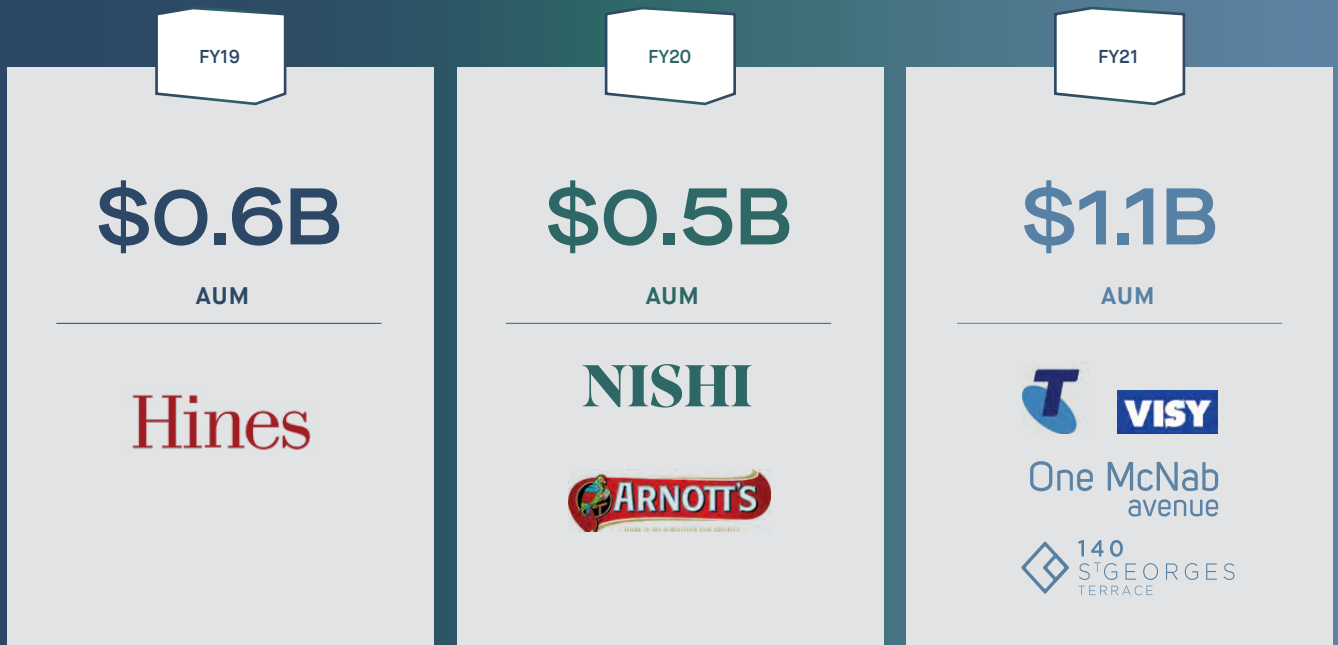 FY19
$0.6B
AUM
Hines
FY20
$0.5B
AUM
NISHI
ARNOTT'S
FY21
$1.1B
AUM
T
VISY
One McNab
avenue
140
STGEORGES
TERRACE